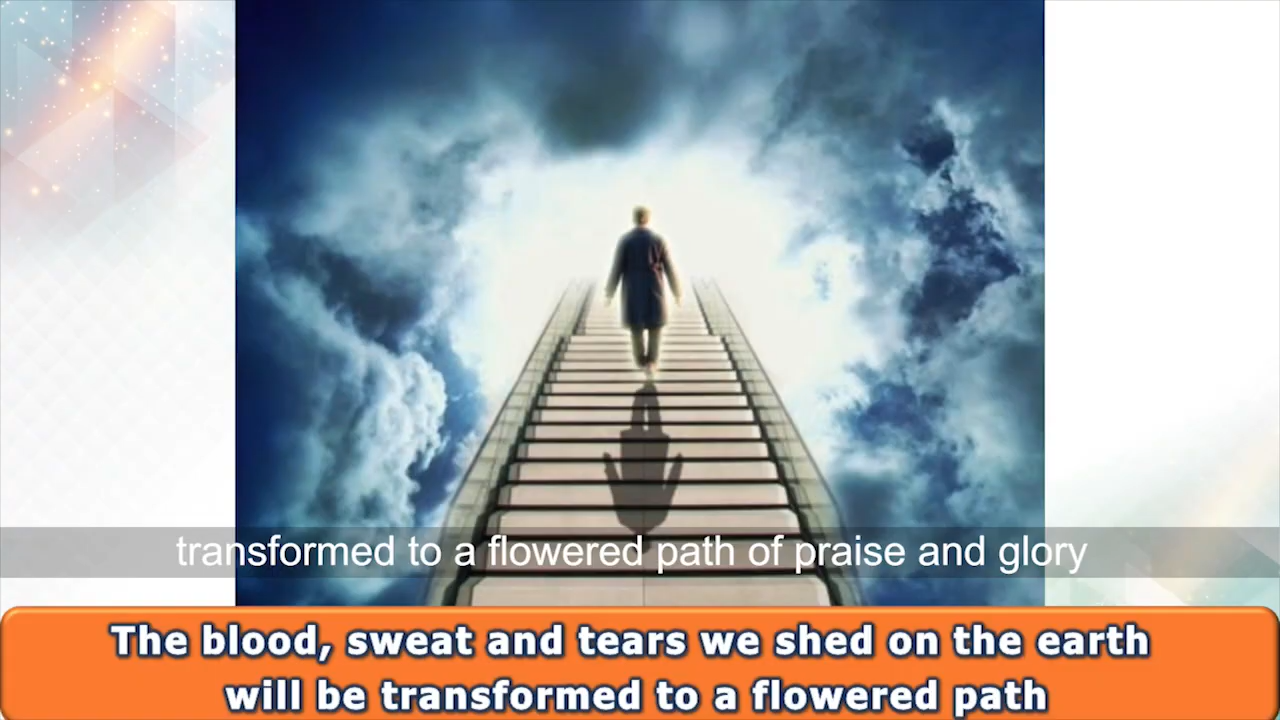 transformed to a flowered path of praise and glory
The blood, sweat and tears we shed on the earth
will be transformed to a flowered path